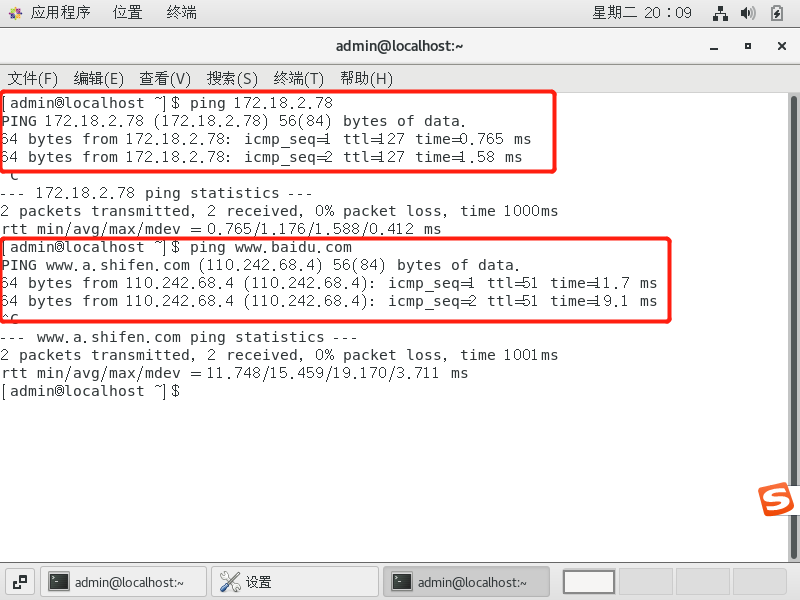 应用程序 位置 终端 星期二 20：09
admin@localhost:~
文件(F) 编辑(E) 查看(V) 搜索(S) 终端(T) 帮助(H)
[admin@localhost ~]$ ping 172.18.2.78
PING 172.18.2.78 (172.18.2.78) 56(84) bytes of data.
64 bytes from 172.18.2.78: icmp_seq=1 ttl=127 time=0.765 ms
64 bytes from 172.18.2.78: icmp_seq=2 ttl=127 time=1.58 ms
^C
--- 172.18.2.78 ping statistics ---
2 packets transmitted, 2 received, 0% packet loss, time 1000ms
rtt min/avg/max/mdev = 0.765/1.176/1.588/0.412 ms
[admin@localhost ~]$ ping www.baidu.com
PING www.a.shifen.com (110.242.68.4) 56(84) bytes of data.
64 bytes from 110.242.68.4 (110.242.68.4): icmp_seq=1 ttl=51 time=11.7 ms
64 bytes from 110.242.68.4 (110.242.68.4): icmp_seq=2 ttl=51 time=19.1 ms
^C
--- www.a.shifen.com ping statistics ---
2 packets transmitted, 2 received, 0% packet loss, time 1001ms
rtt min/avg/max/mdev = 11.748/15.459/19.170/3.711 ms
[admin@localhost ~]$
S
admin@localhost:~ 设置 admin@localhost:~